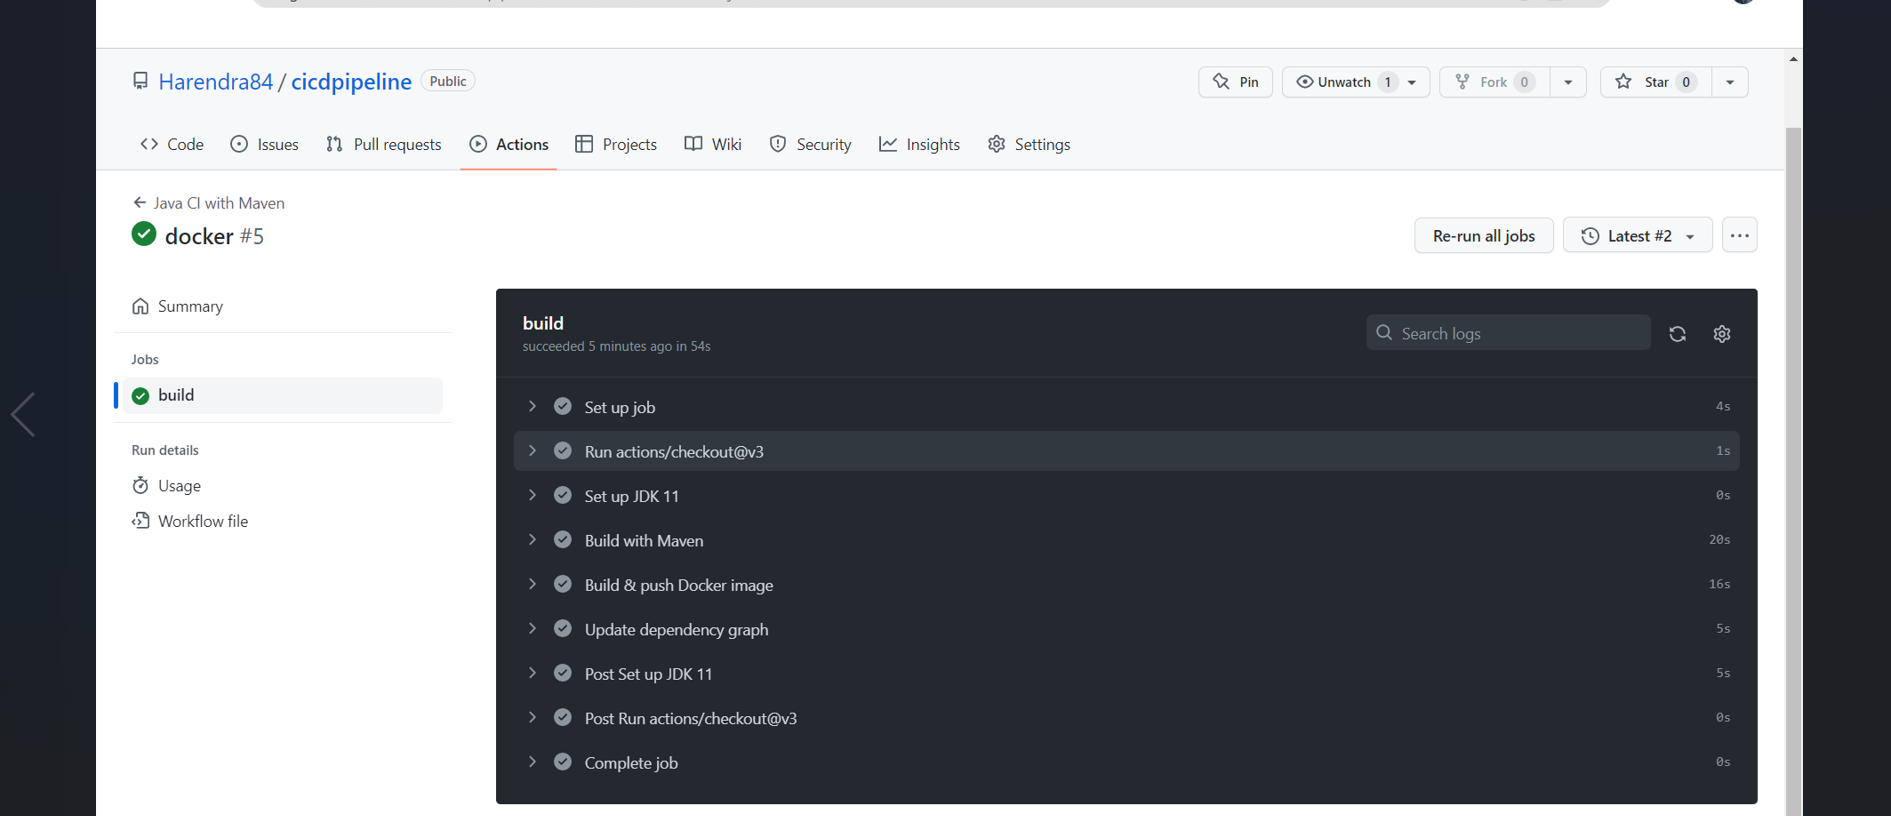 Harendra84 / cicdpipeline Public
Pin Unwatch 1 Fork 0 Star 0
Code Issues Pull requests Actions Projects Wiki Security Insights Settings
Java CI with Maven
docker #5
Re-run all jobs Latest #2
Summary
Jobs
build
Run details
Usage
Workflow file
build
succeeded 5 minutes ago in 54s
Search logs
Set up job 4s
Run actions/checkout@v3 1s
Set up JDK 11 0s
Build with Maven 20s
Build & push Docker image 16s
Update dependency graph 5s
Post Set up JDK 11 5s
Post Run actions/checkout@v3 0s
Complete job 0s